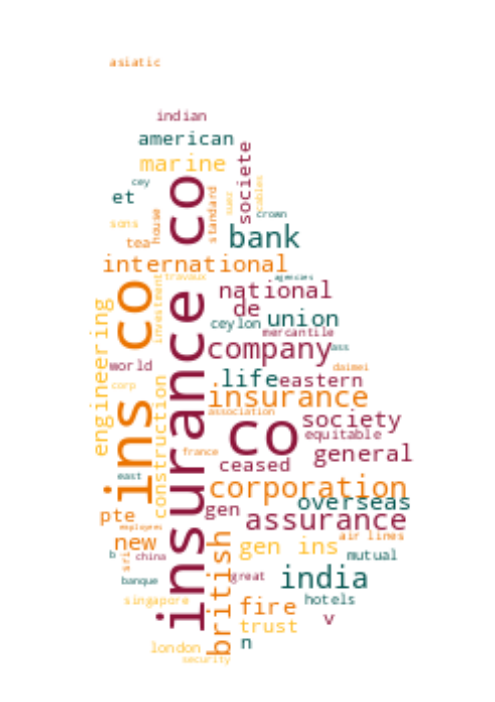 asiatic
indian
american
societe
marine
cey
co
et
standard
suez
cables
crown
sons
house
tea
bank
international
travaux
agencies
investment
national
de
ins co
insurance co
engineering
ceylon
union
mercantile
company
ass
world
daimei
life
eastern
corp
insurance
construction
association
co
society
equitable
france
general
ceased
east
corporation
overseas
pte
gen
assurance
employees
new
air lines
gen ins
b
china
mutual
british
banque
great
india
singapore
hotels
fire
v
trust
n
london
security